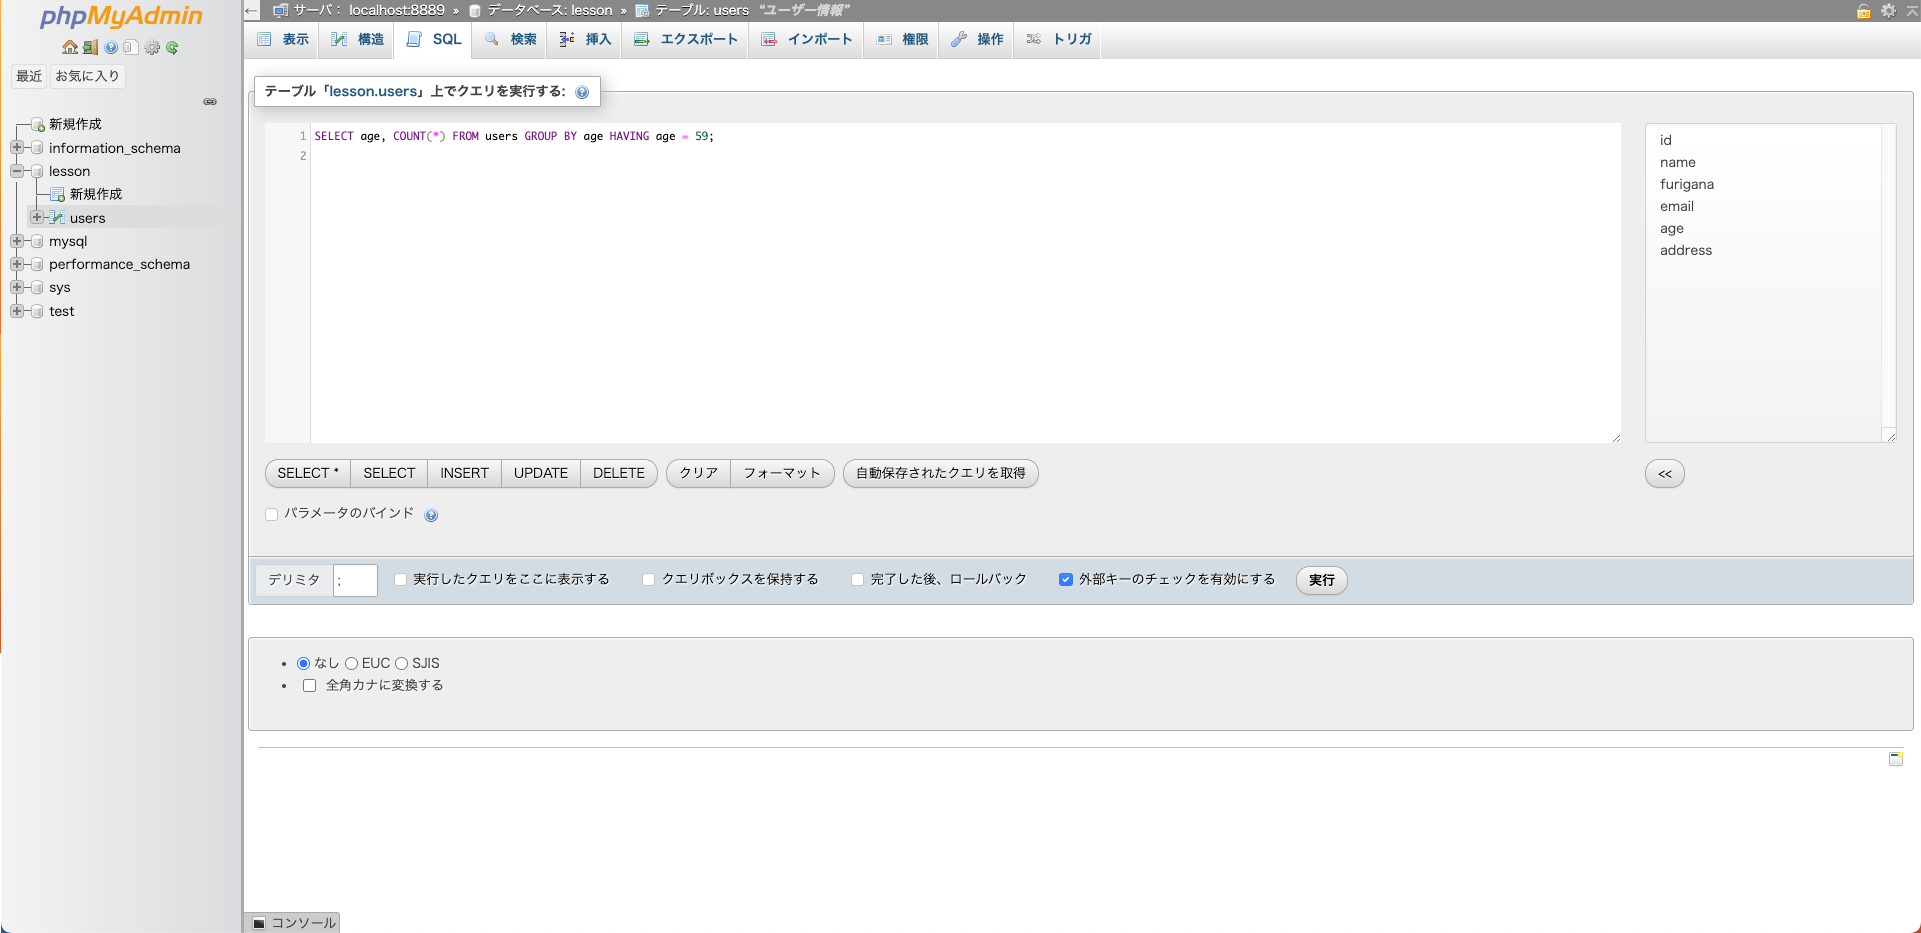 phpMyAdmin
最近 お気に入り
新規作成
information_schema
lesson
新規作成
users
mysql
performance_schema
sys
test
サーバ： localhost:8889 » データベース: lesson » テーブル: users "ユーザー情報"
表示 構造 SQL 検索 挿入 エクスポート インポート 権限 操作 トリガ
テーブル「lesson.users」上でクエリを実行する:
1 SELECT age, COUNT(*) FROM users GROUP BY age HAVING age = 59;
2
id
name
furigana
email
age
address
SELECT * SELECT INSERT UPDATE DELETE クリア フォーマット 自動保存されたクエリを取得 <<
パラメータのバインド
デリミタ ; 実行したクエリをここに表示する クエリボックスを保持する 完了した後、ロールバック 外部キーのチェックを有効にする 実行
なし EUC SJIS
全角カナに変換する
コンソール